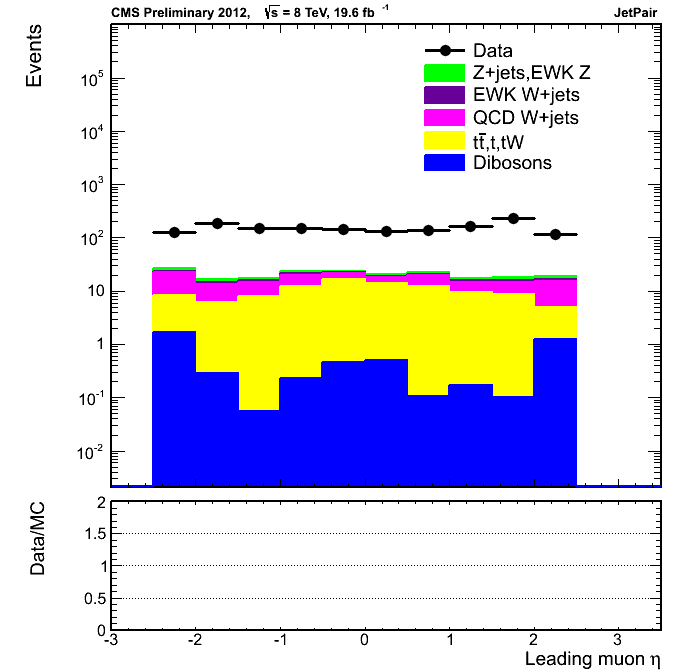 CMS Preliminary 2012, √s = 8 TeV, 19.6 fb⁻¹ JetPair
Events
Data
Z+jets,EWK Z
EWK W+jets
QCD W+jets
tt̄,t,tW
Dibosons
10⁵
10⁴
10³
10²
10
1
10⁻¹
10⁻²
Data/MC
2
1.5
1
0.5
0
-3 -2 -1 0 1 2 3
Leading muon η